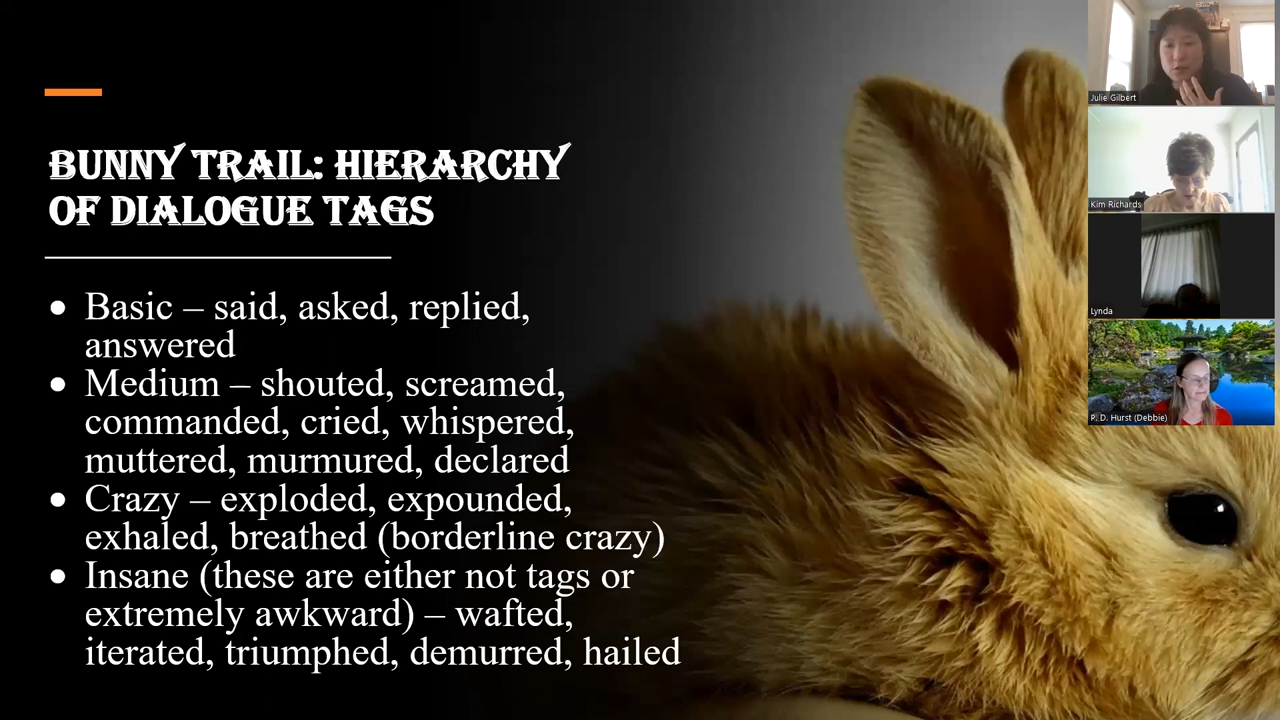 BUNNY TRAIL: HIERARCHY
OF DIALOGUE TAGS
• Basic – said, asked, replied,
answered
• Medium – shouted, screamed,
commanded, cried, whispered,
muttered, murmured, declared
• Crazy – exploded, expounded,
exhaled, breathed (borderline crazy)
• Insane (these are either not tags or
extremely awkward) – wafted,
iterated, triumphed, demurred, hailed
Julie Gilbert
Kim Richards
Lynda
P. D. Hurst (Debbie)